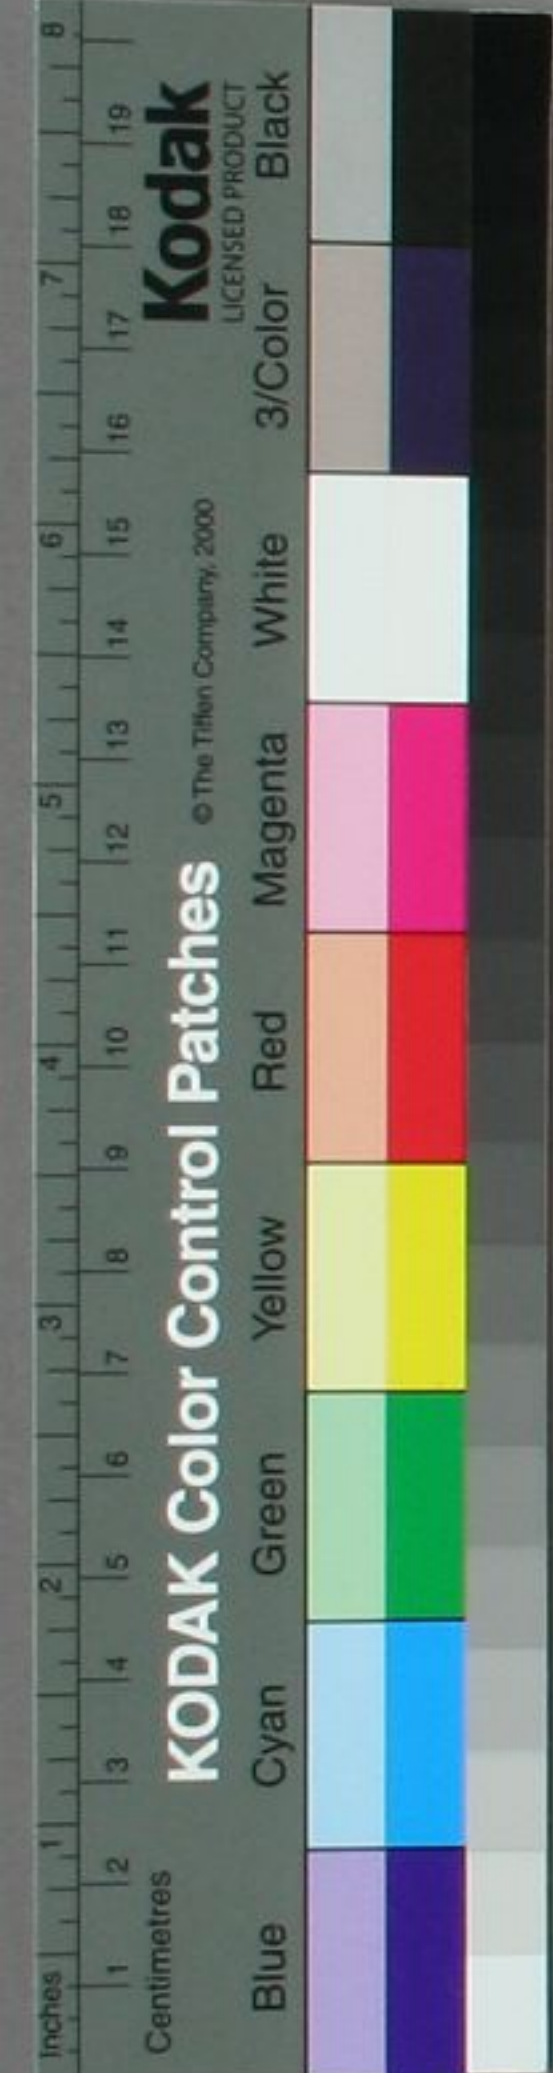 Inches 1 2 3 4 5 6 7 8
1 2 3 4 5 6 7 8 9 10 11 12 13 14 15 16 17 18 19
Centimetres
KODAK Color Control Patches © The Tiffen Company, 2000 Kodak
LICENSED PRODUCT
Blue Cyan Green Yellow Red Magenta White 3/Color Black